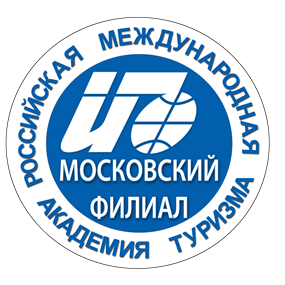 РОССИЙСКАЯ МЕЖДУНАРОДНАЯ
АКАДЕМИЯ ТУРИЗМА
МОСКОВСКИЙ
ФИЛИАЛ